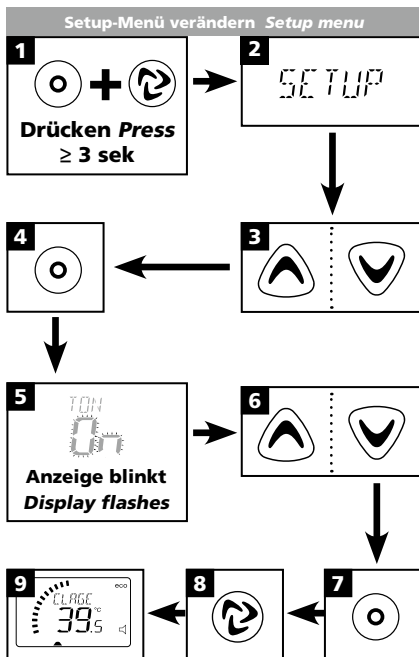 Setup-Menü verändern Setup menu
1
Drücken Press
≥ 3 sek
2
SETUP
4
3
5
TON
On
Anzeige blinkt
Display flashes
6
9
eco
CLAGE
39.5 °C
8
7